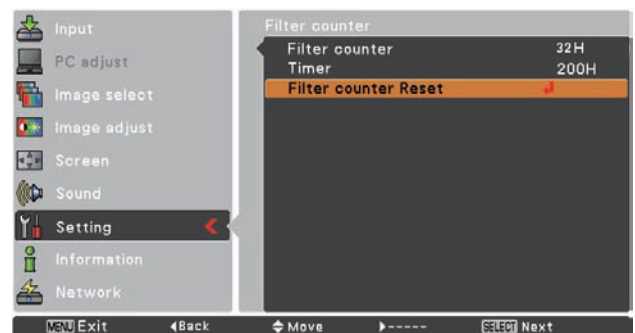 Input
PC adjust
Image select
Image adjust
Screen
Sound
Setting
Information
Network
Filter counter
Filter counter 32H
Timer 200H
Filter counter Reset
MENU Exit Back Move ----- SELECT Next